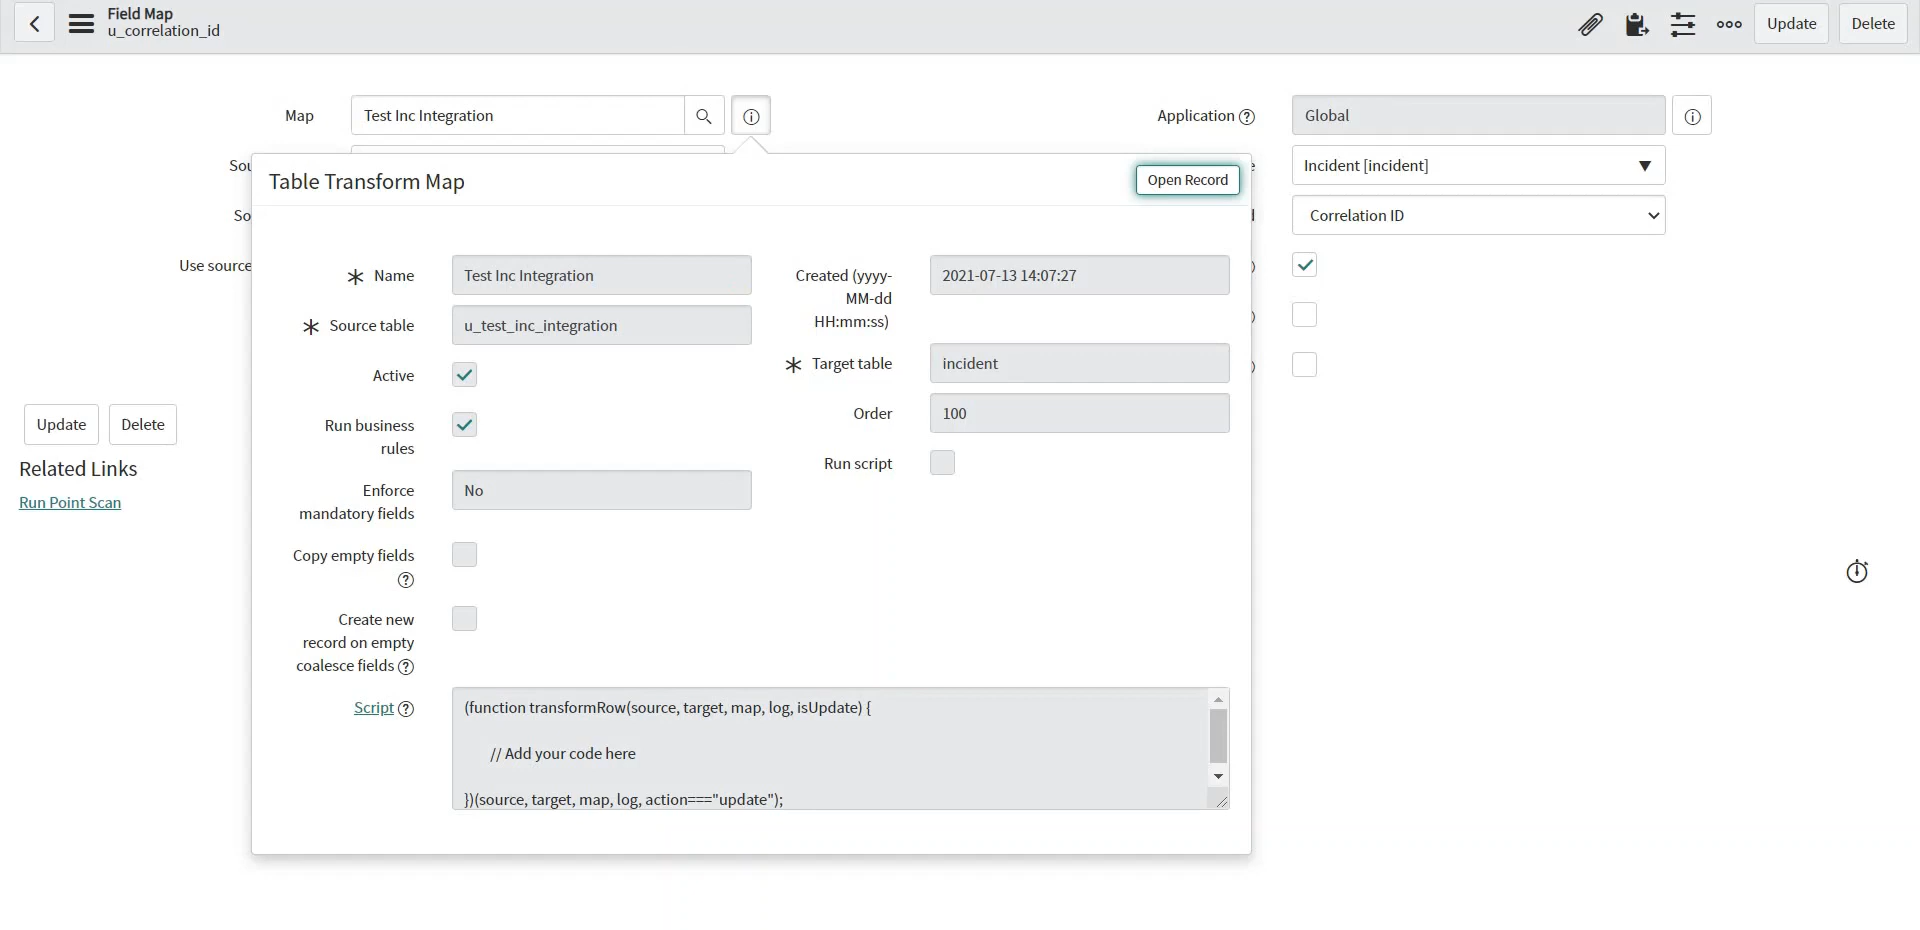 Field Map
u_correlation_id
Update
Delete
Map
Test Inc Integration
Application
Global
Sou
Incident [incident]
So
Correlation ID
Use source
Table Transform Map
Open Record
Name
Test Inc Integration
Created (yyyy-
MM-dd
HH:mm:ss)
2021-07-13 14:07:27
Source table
u_test_inc_integration
Active
Target table
incident
Run business
rules
Order
100
Run script
Enforce
mandatory fields
No
Copy empty fields
Create new
record on empty
coalesce fields
Script
(function transformRow(source, target, map, log, isUpdate) {
// Add your code here
})(source, target, map, log, action==="update");
Update
Delete
Related Links
Run Point Scan